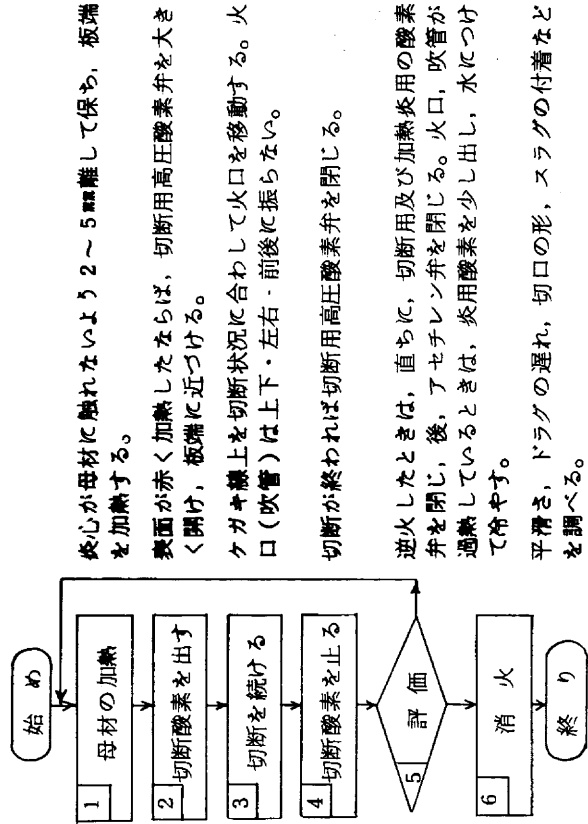 始め
1
母材の加熱
炎心が母材に触れないよう2～5㎜離して保ち，板端
を加熱する。
2
切断酸素を出す
表面が赤く加熱したならば，切断用高圧酸素弁を大き
く開け，板端に近づける。
3
切断を続ける
ケガキ線上を切断状況に合わして火口を移動する。火
口（吹管）は上下・左右・前後に振らない。
4
切断酸素を止る
切断が終われば切断用高圧酸素弁を閉じる。
5
評価
逆火したときは，直ちに，切断用及び加熱炎用の酸素
弁を閉じ，後，アセチレン弁を閉じる。火口，吹管が
過熱しているときは，炎用酸素を少し出し，水につけ
て冷やす。
6
消火
平滑さ，ドラグの遅れ，切口の形，スラグの付着など
を調べる。
終り